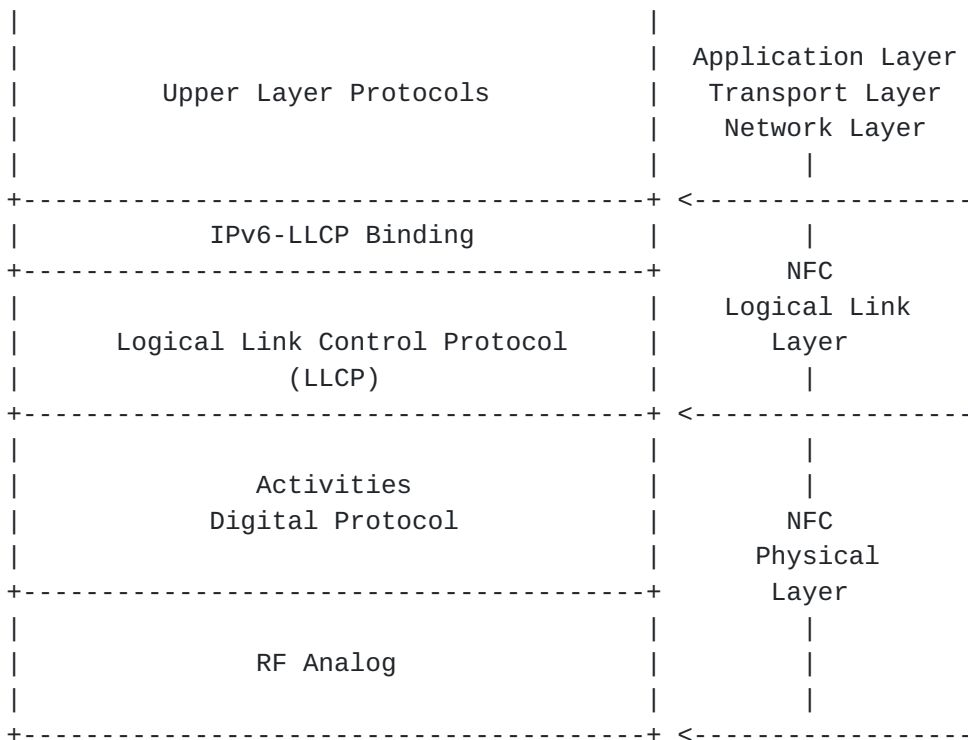 |                                         |
|                                         |  Application Layer
|         Upper Layer Protocols           |   Transport Layer
|                                         |    Network Layer
|                                         |         |
+----------------------------------------+ <------------------
|            IPv6-LLCP Binding            |         |
+----------------------------------------+        NFC
|                                         |    Logical Link
|      Logical Link Control Protocol      |       Layer
|                 (LLCP)                  |         |
+----------------------------------------+ <------------------
|                                         |         |
|               Activities                |         |
|            Digital Protocol             |        NFC
|                                         |      Physical
+----------------------------------------+       Layer
|                                         |         |
|               RF Analog                 |         |
|                                         |         |
+----------------------------------------+ <------------------